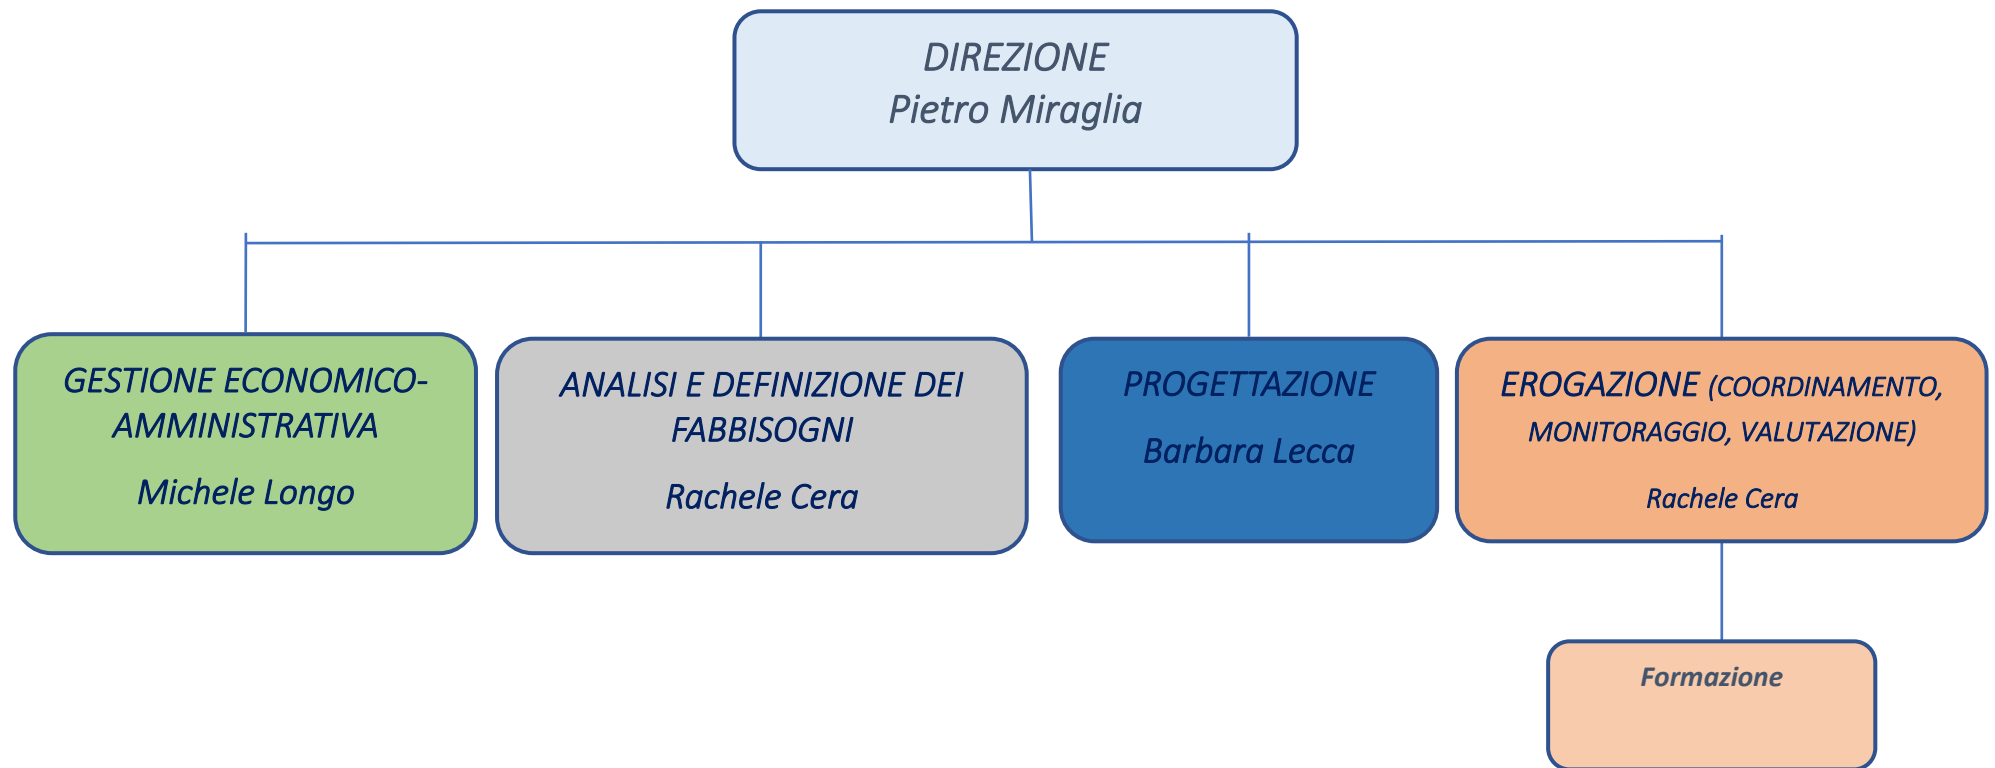 DIREZIONE
Pietro Miraglia
GESTIONE ECONOMICO-
AMMINISTRATIVA
Michele Longo
ANALISI E DEFINIZIONE DEI
FABBISOGNI
Rachele Cera
PROGETTAZIONE
Barbara Lecca
EROGAZIONE (COORDINAMENTO,
MONITORAGGIO, VALUTAZIONE)
Rachele Cera
Formazione